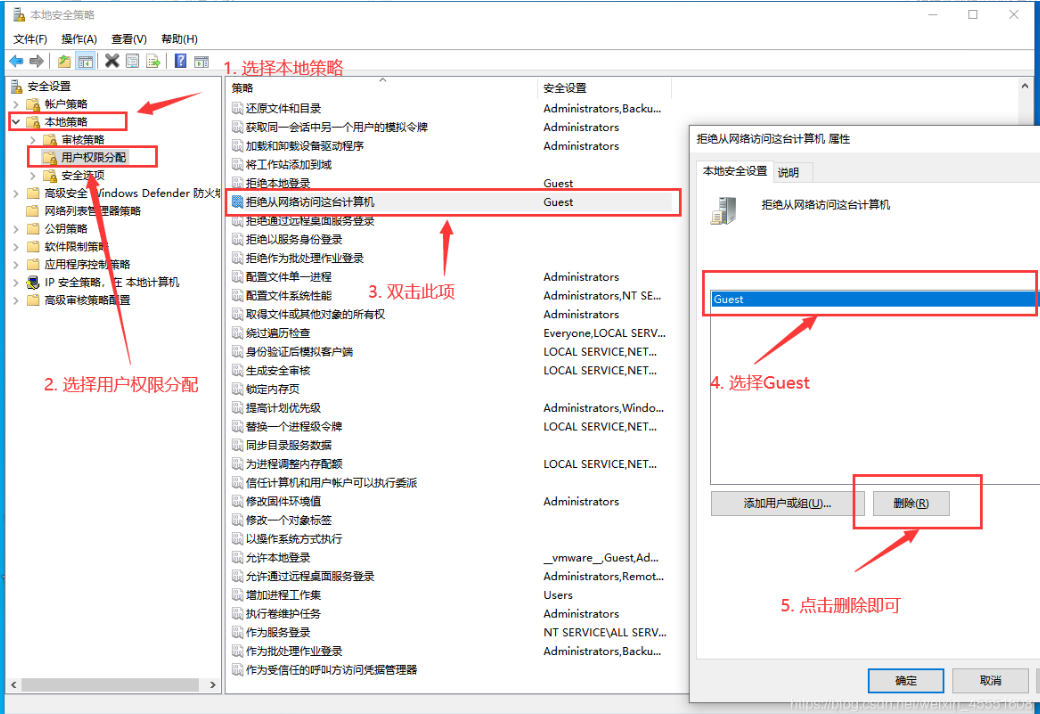 本地安全策略
文件(F) 操作(A) 查看(V) 帮助(H)
1. 选择本地策略
安全设置
帐户策略
本地策略
审核策略
用户权限分配
安全选项
高级安全 Windows Defender 防火墙
网络列表管理器策略
公钥策略
软件限制策略
应用程序控制策略
IP 安全策略，在 本地计算机
高级审核策略配置
2. 选择用户权限分配
策略 安全设置
还原文件和目录 Administrators,Backu...
获取同一会话中另一个用户的模拟令牌 Administrators
加载和卸载设备驱动程序 Administrators
将工作站添加到域
拒绝本地登录 Guest
拒绝从网络访问这台计算机 Guest
拒绝通过远程桌面服务登录
拒绝以服务身份登录
拒绝作为批处理作业登录
配置文件单一进程 Administrators
配置文件系统性能 Administrators,NT SE...
取得文件或其他对象的所有权 Administrators
绕过遍历检查 Everyone,LOCAL SERV...
身份验证后模拟客户端 LOCAL SERVICE,NET...
生成安全审核 LOCAL SERVICE,NET...
锁定内存页
提高计划优先级 Administrators,Windo...
替换一个进程级令牌 LOCAL SERVICE,NET...
同步目录服务数据
为进程调整内存配额 LOCAL SERVICE,NET...
信任计算机和用户帐户可以执行委派
修改固件环境值 Administrators
修改一个对象标签
以操作系统方式执行
允许本地登录 __vmware__,Guest,Ad...
允许通过远程桌面服务登录 Administrators,Remot...
增加进程工作集 Users
执行卷维护任务 Administrators
作为服务登录 NT SERVICE\ALL SERV...
作为批处理作业登录 Administrators,Backu...
作为受信任的呼叫方访问凭据管理器
3. 双击此项
拒绝从网络访问这台计算机 属性
本地安全设置 说明
拒绝从网络访问这台计算机
Guest
4. 选择Guest
添加用户或组(U)... 删除(R)
5. 点击删除即可
确定 取消
https://blog.csdn.net/weixin_45551808